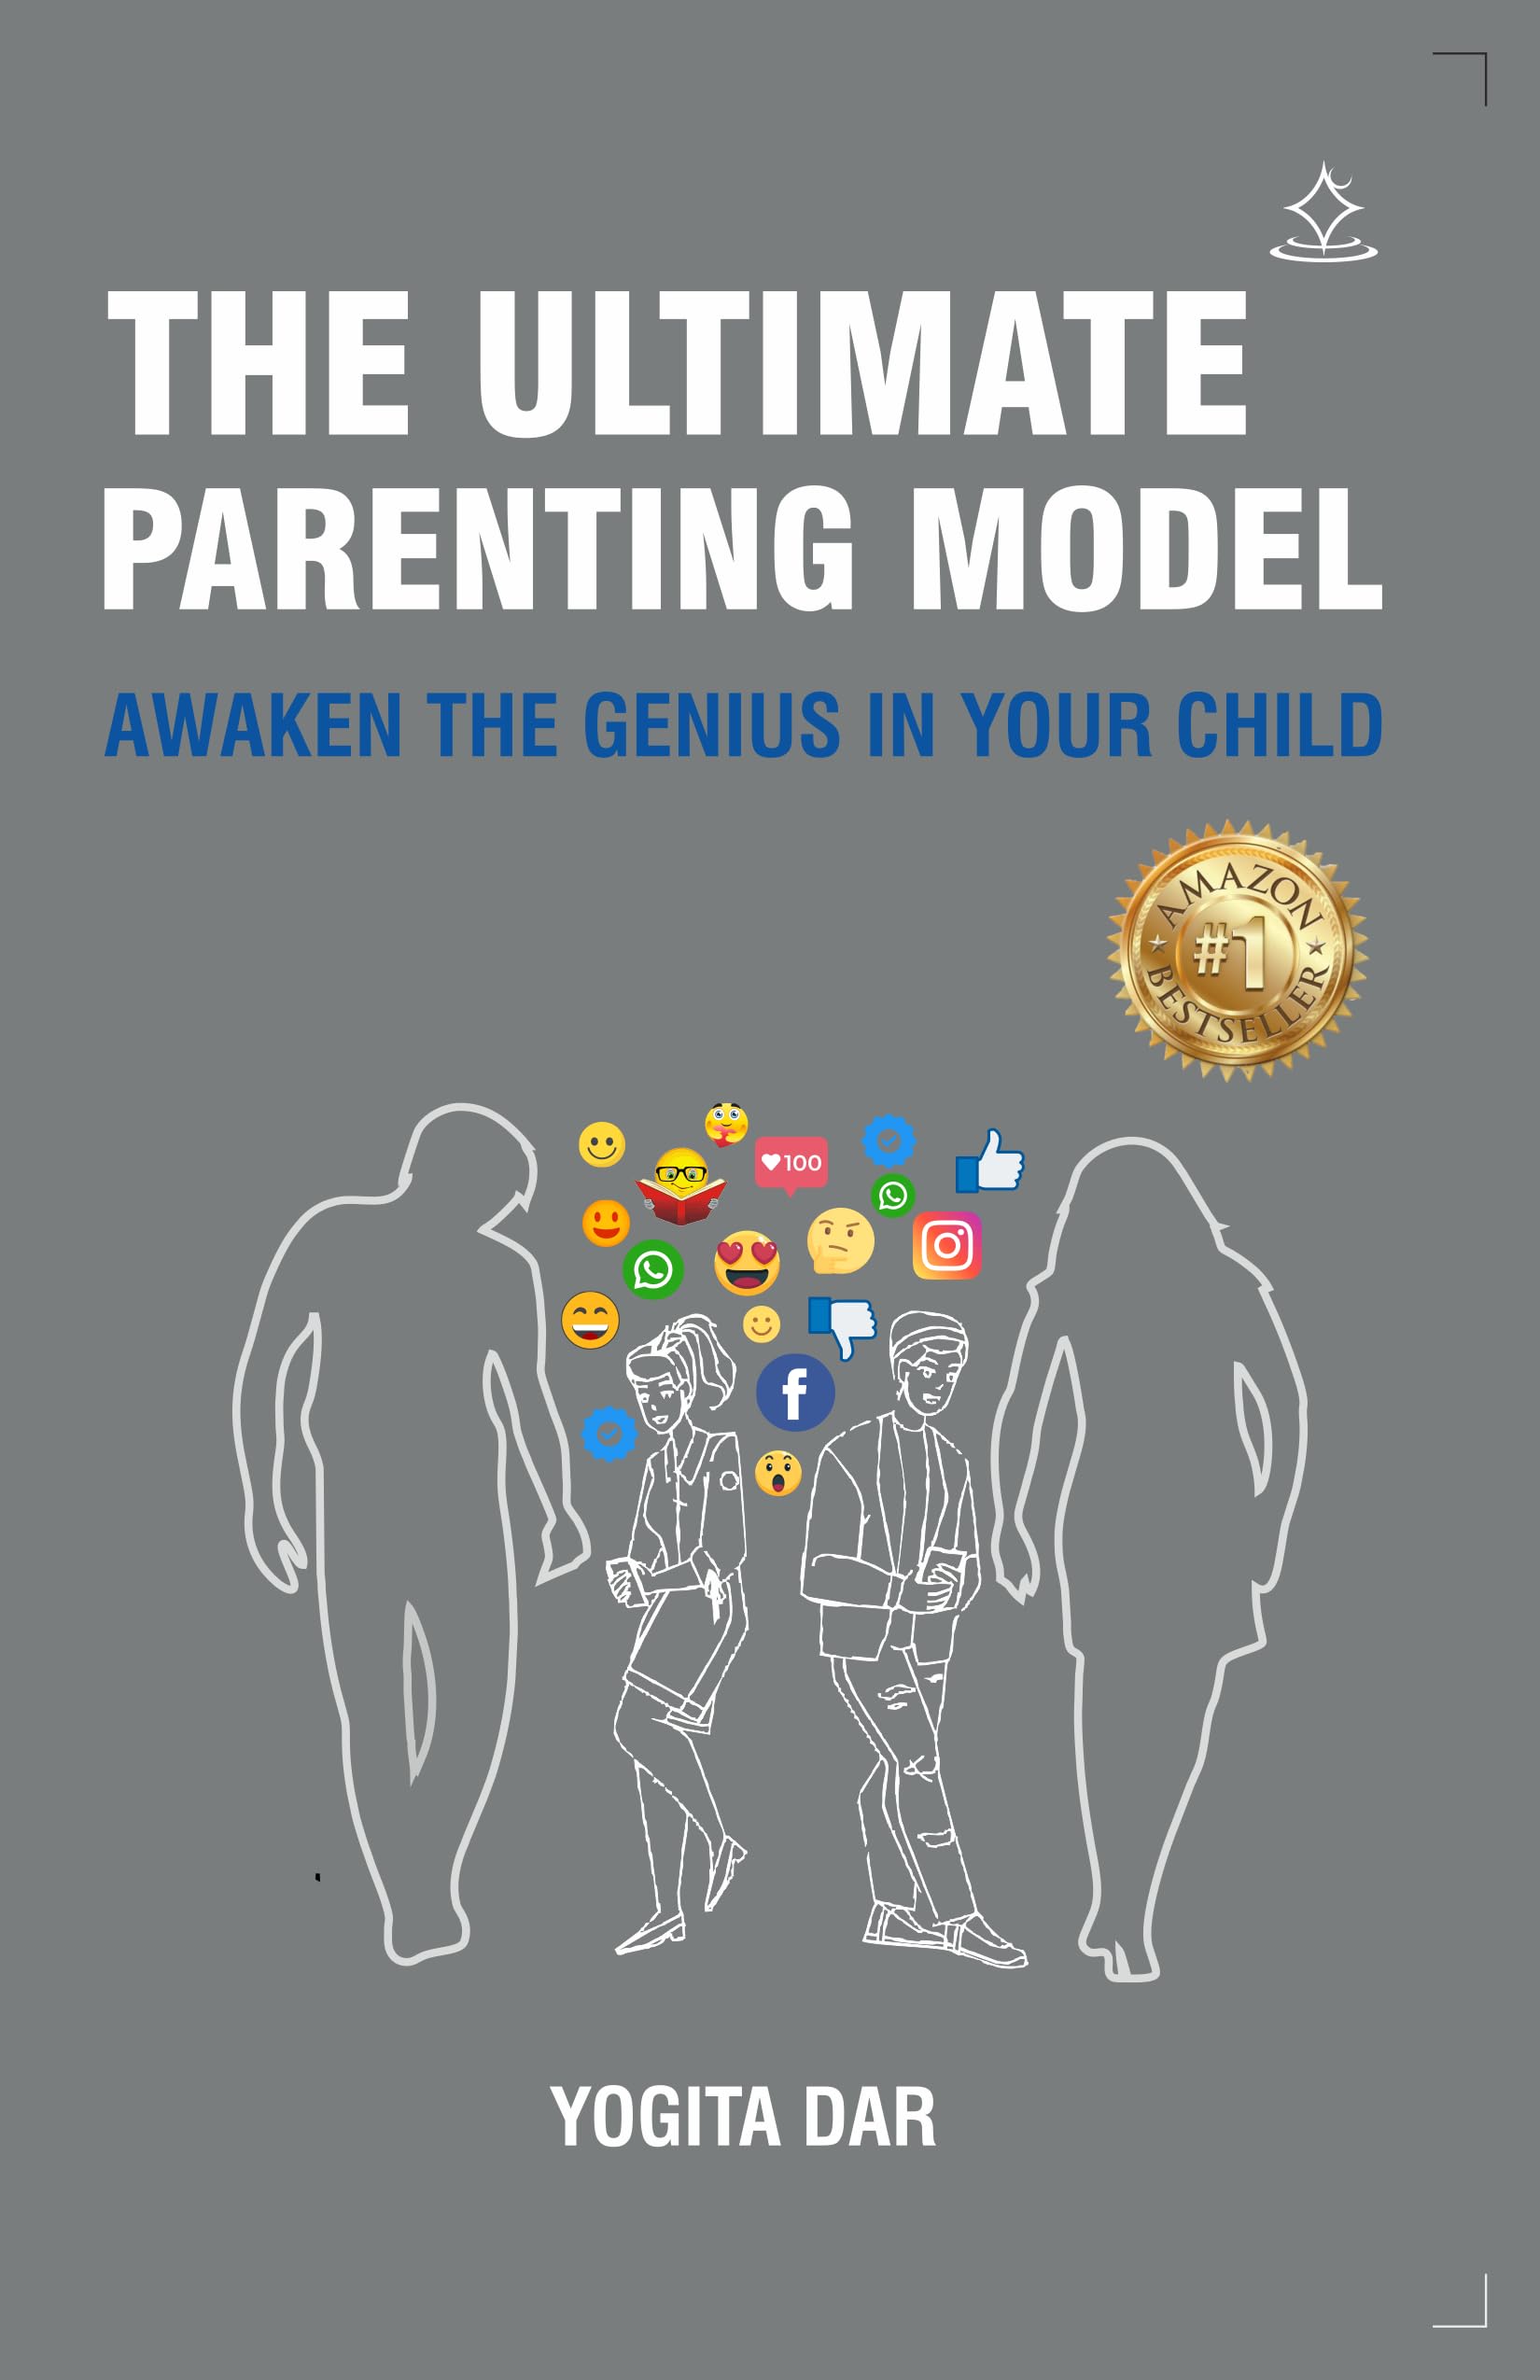 THE ULTIMATE
PARENTING MODEL
AWAKEN THE GENIUS IN YOUR CHILD
AMAZON
#1
BESTSELLER
100
f
YOGITA DAR